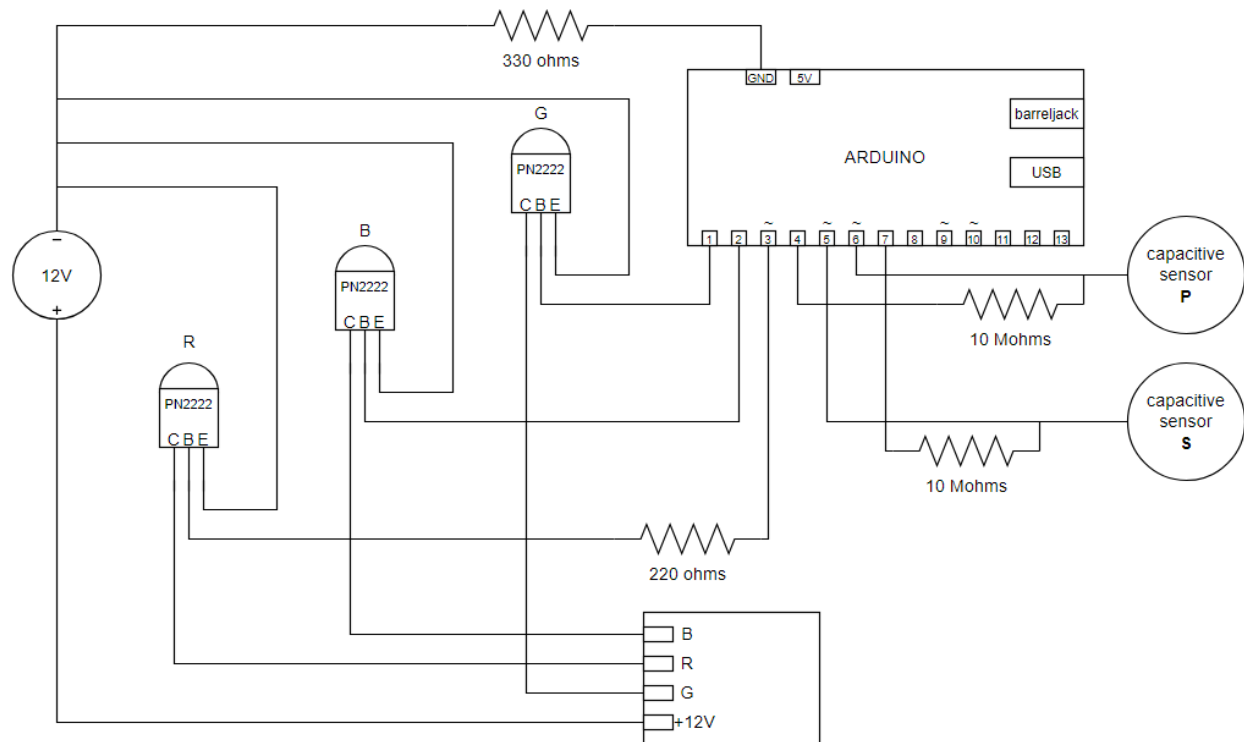 330 ohms
GND
5V
barreljack
G
PN2222
C B E
ARDUINO
USB
~
~
~
~
~
1
2
3
4
5
6
7
8
9
10
11
12
13
B
PN2222
C B E
−
12V
+
capacitive
sensor
P
10 Mohms
R
PN2222
C B E
capacitive
sensor
S
10 Mohms
220 ohms
B
R
G
+12V